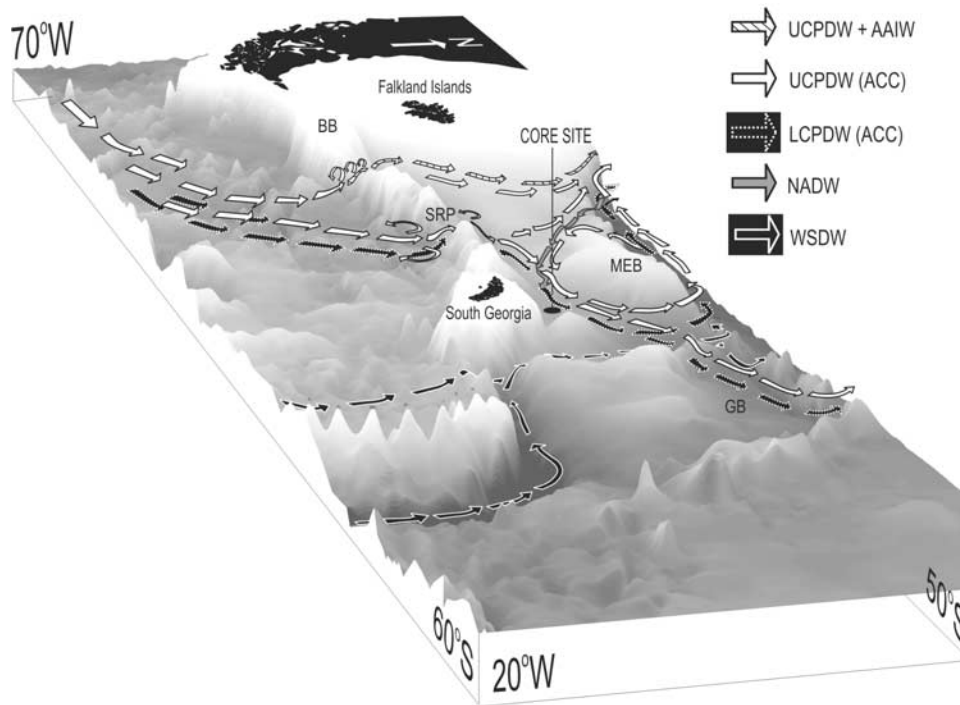 70°W
N
Falkland Islands
BB
CORE SITE
SRP
MEB
South Georgia
GB
60°S
50°S
20°W
UCPDW + AAIW
UCPDW (ACC)
LCPDW (ACC)
NADW
WSDW